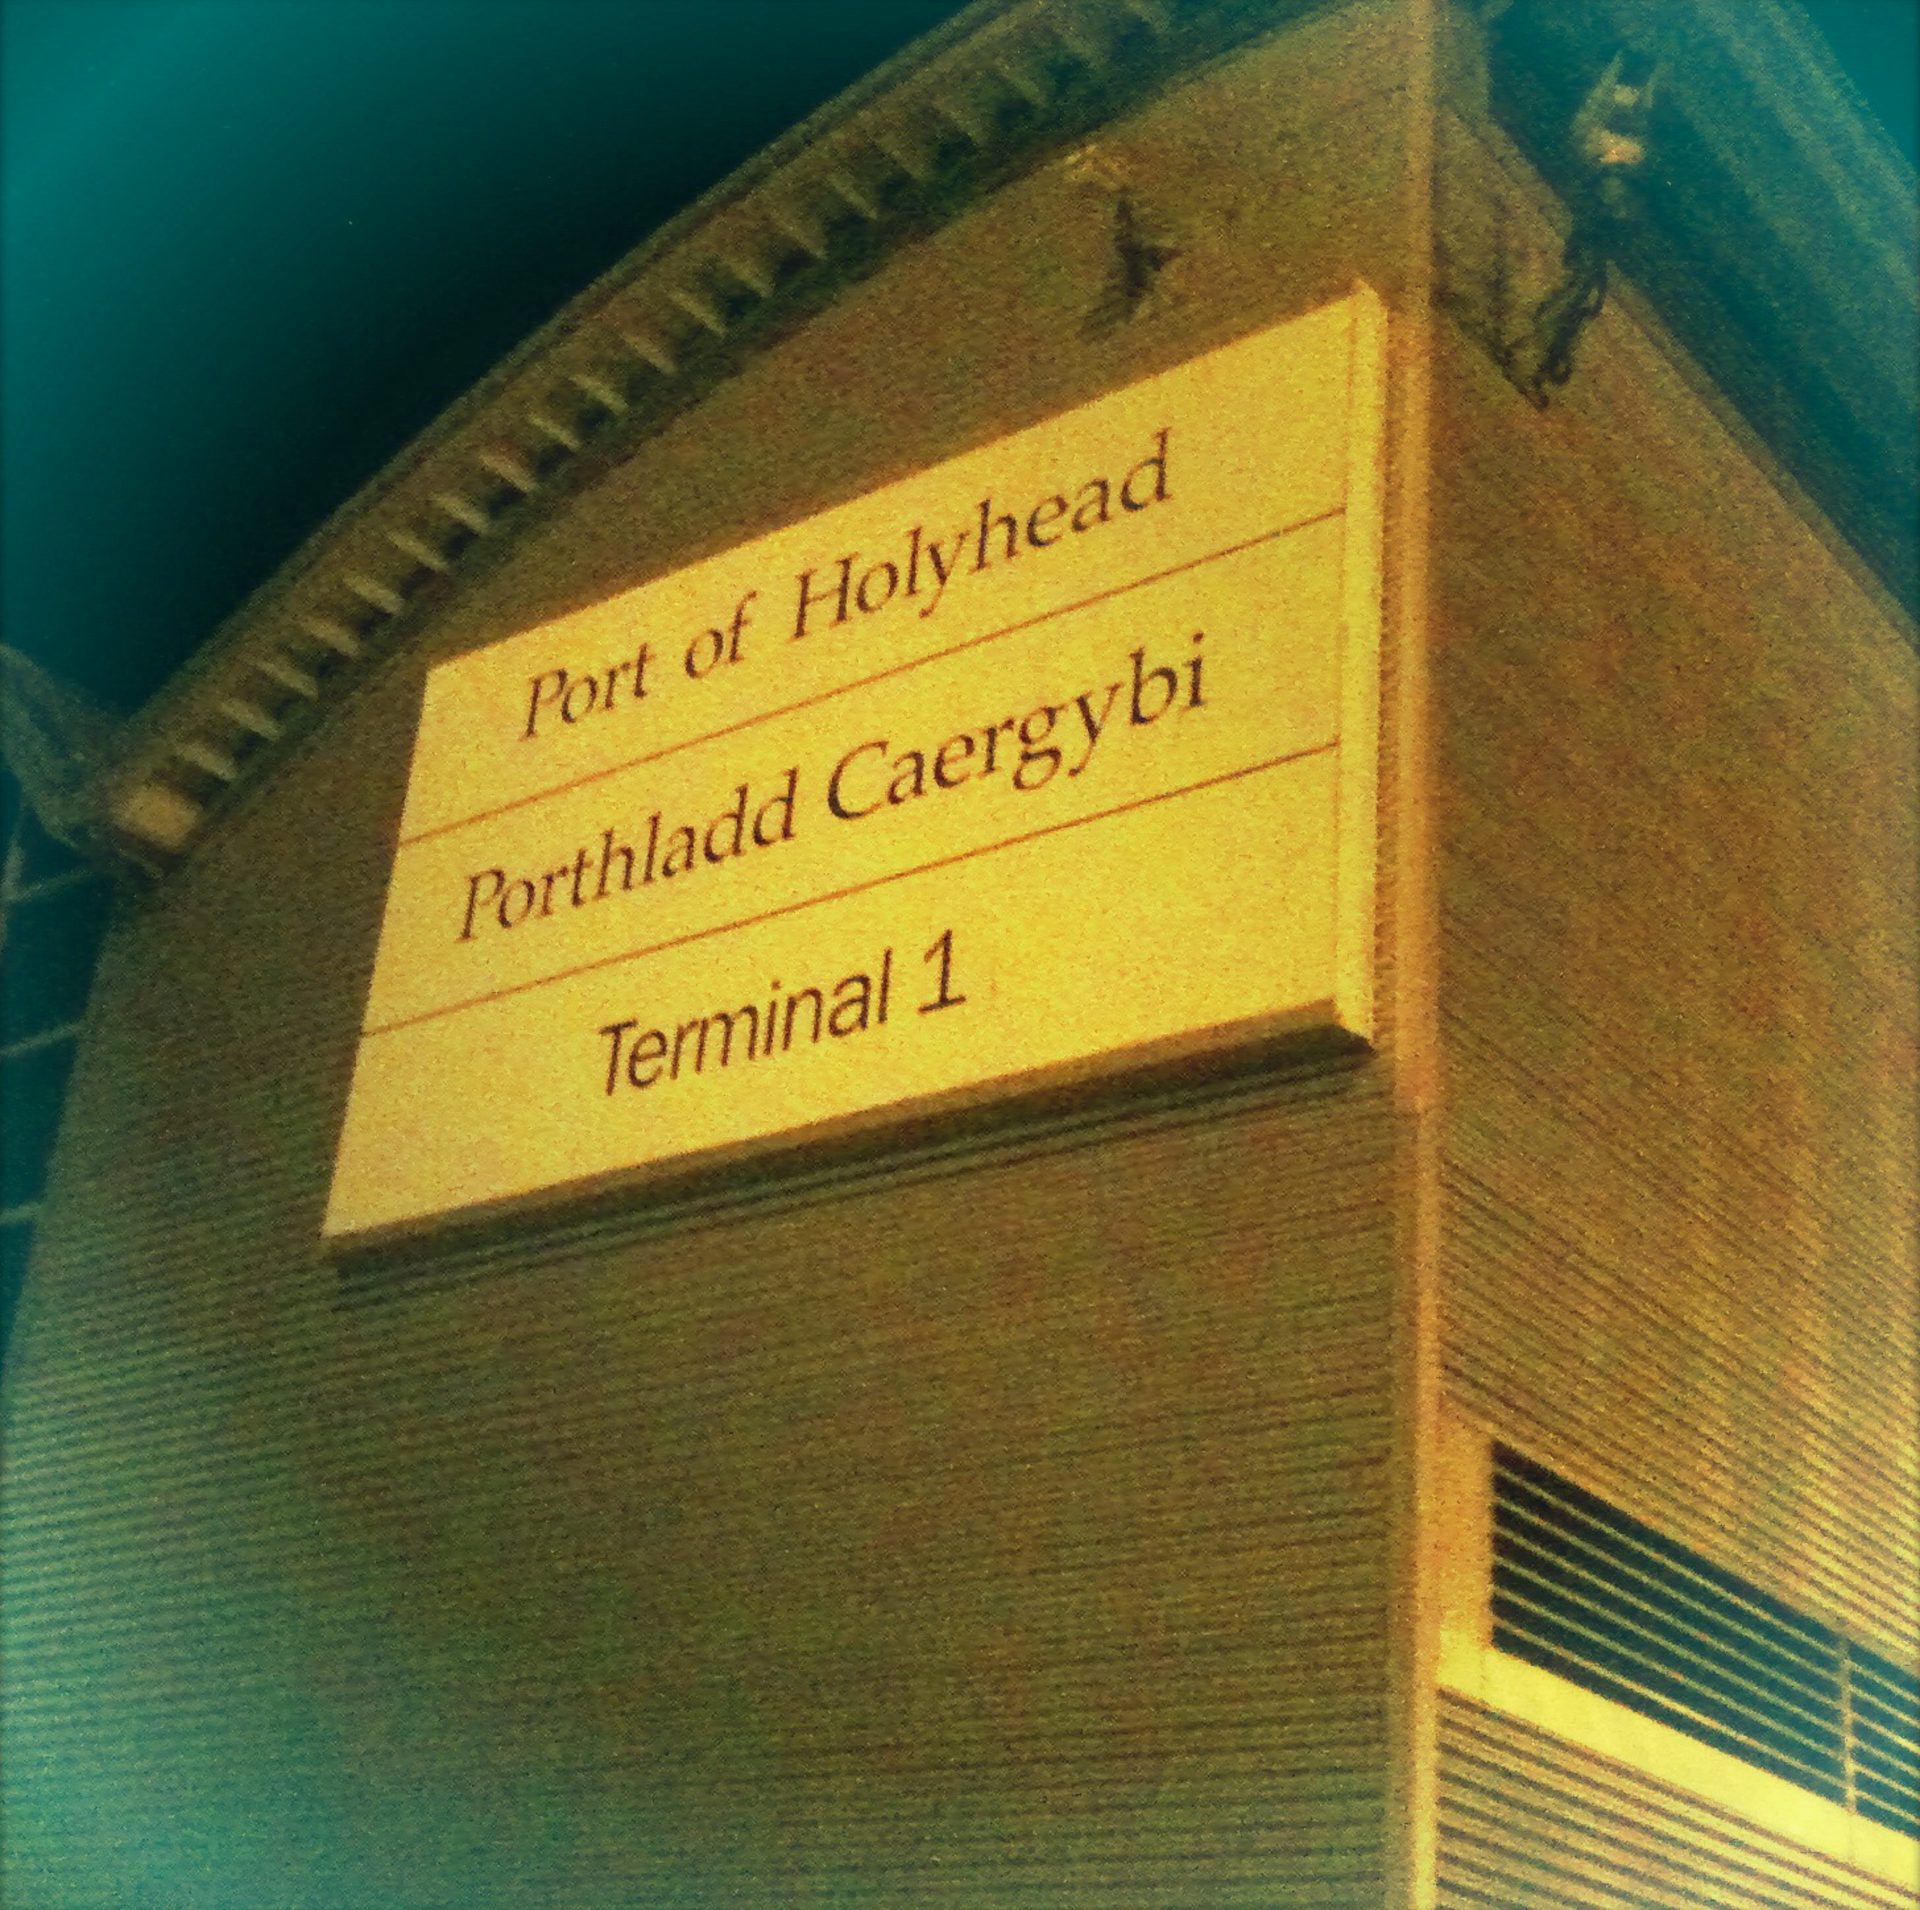 Port of Holyhead
Porthladd Caergybi
Terminal 1